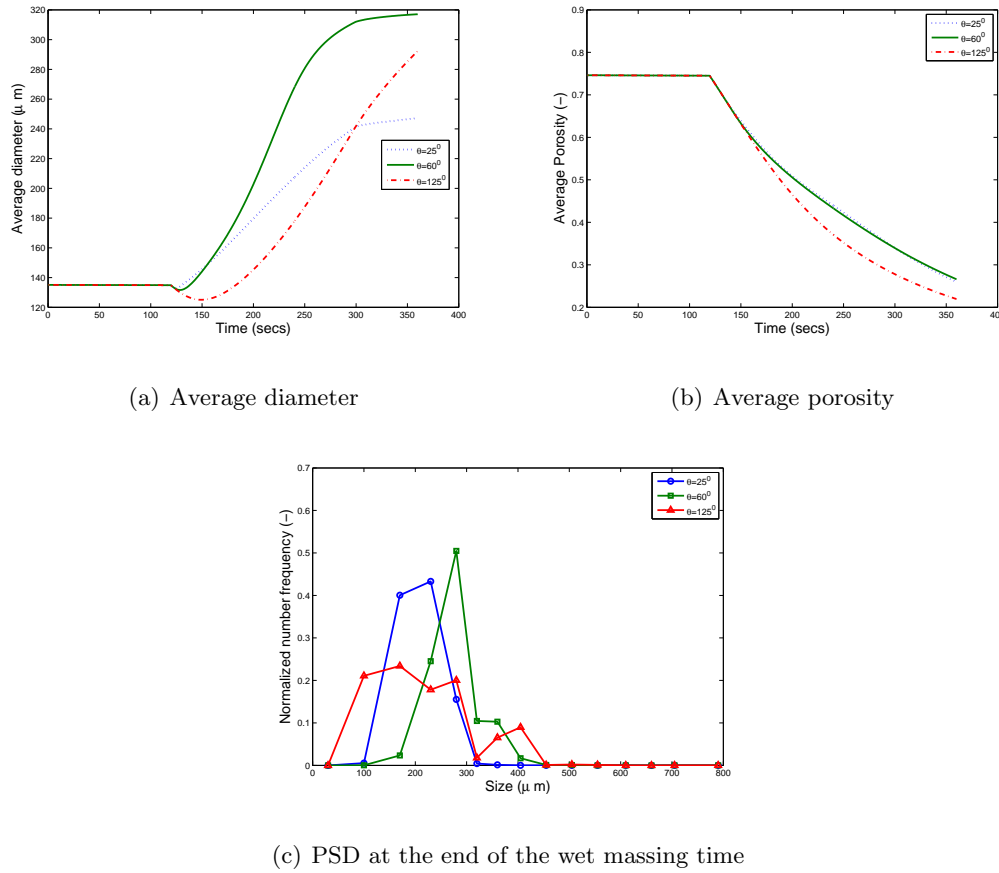 320
300
280
260
240
220
200
180
160
140
120
0 50 100 150 200 250 300 350 400
Average diameter (μ m)
Time (secs)
θ=25⁰
θ=60⁰
θ=125⁰
(a) Average diameter
0.9
0.8
0.7
0.6
0.5
0.4
0.3
0.2
0 50 100 150 200 250 300 350 400
Average Porosity (−)
Time (secs)
θ=25⁰
θ=60⁰
θ=125⁰
(b) Average porosity
0.7
0.6
0.5
0.4
0.3
0.2
0.1
0
0 100 200 300 400 500 600 700 800
Normalized number frequency (−)
Size (μ m)
θ=25⁰
θ=60⁰
θ=125⁰
(c) PSD at the end of the wet massing time